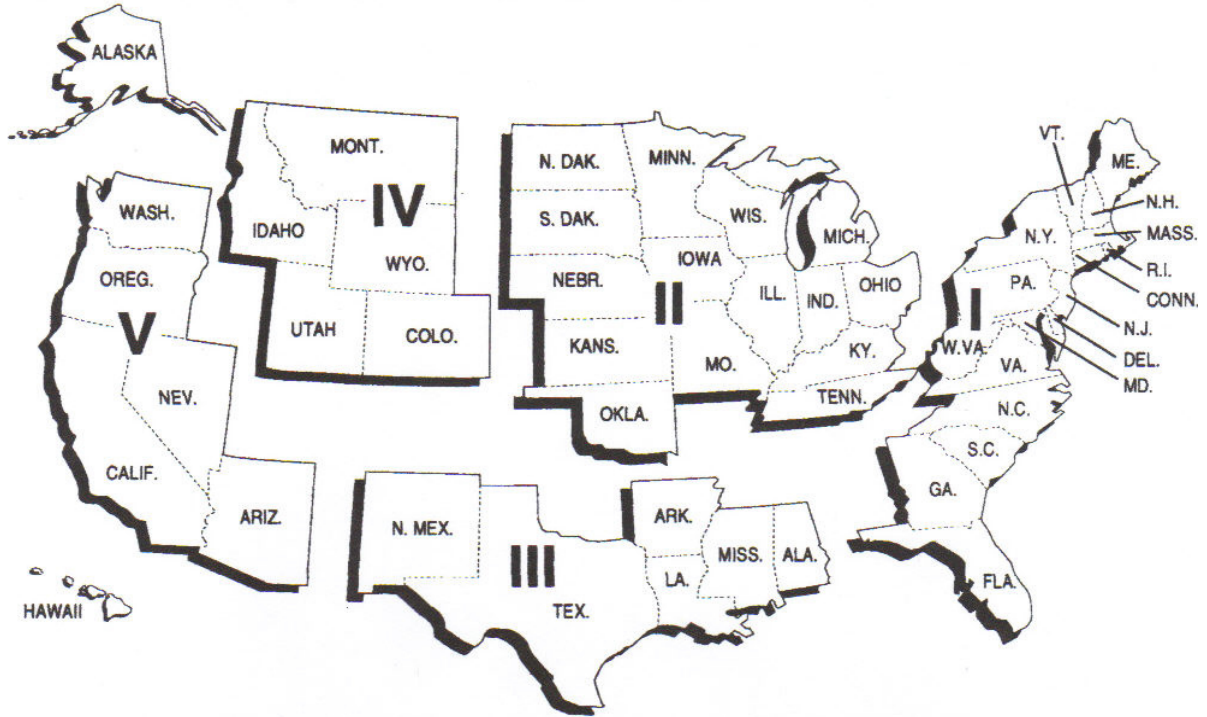 ALASKA
MONT.
IV
IDAHO
WYO.
UTAH
COLO.
WASH.
OREG.
V
NEV.
CALIF.
ARIZ.
HAWAII
N. DAK.
MINN.
S. DAK.
WIS.
MICH.
NEBR.
IOWA
II
ILL.
IND.
OHIO
KANS.
MO.
KY.
OKLA.
TENN.
N. MEX.
III
TEX.
ARK.
LA.
MISS.
ALA.
VT.
ME.
N.H.
N.Y.
MASS.
R.I.
PA.
I
CONN.
N.J.
W.VA.
DEL.
VA.
MD.
N.C.
S.C.
GA.
FLA.